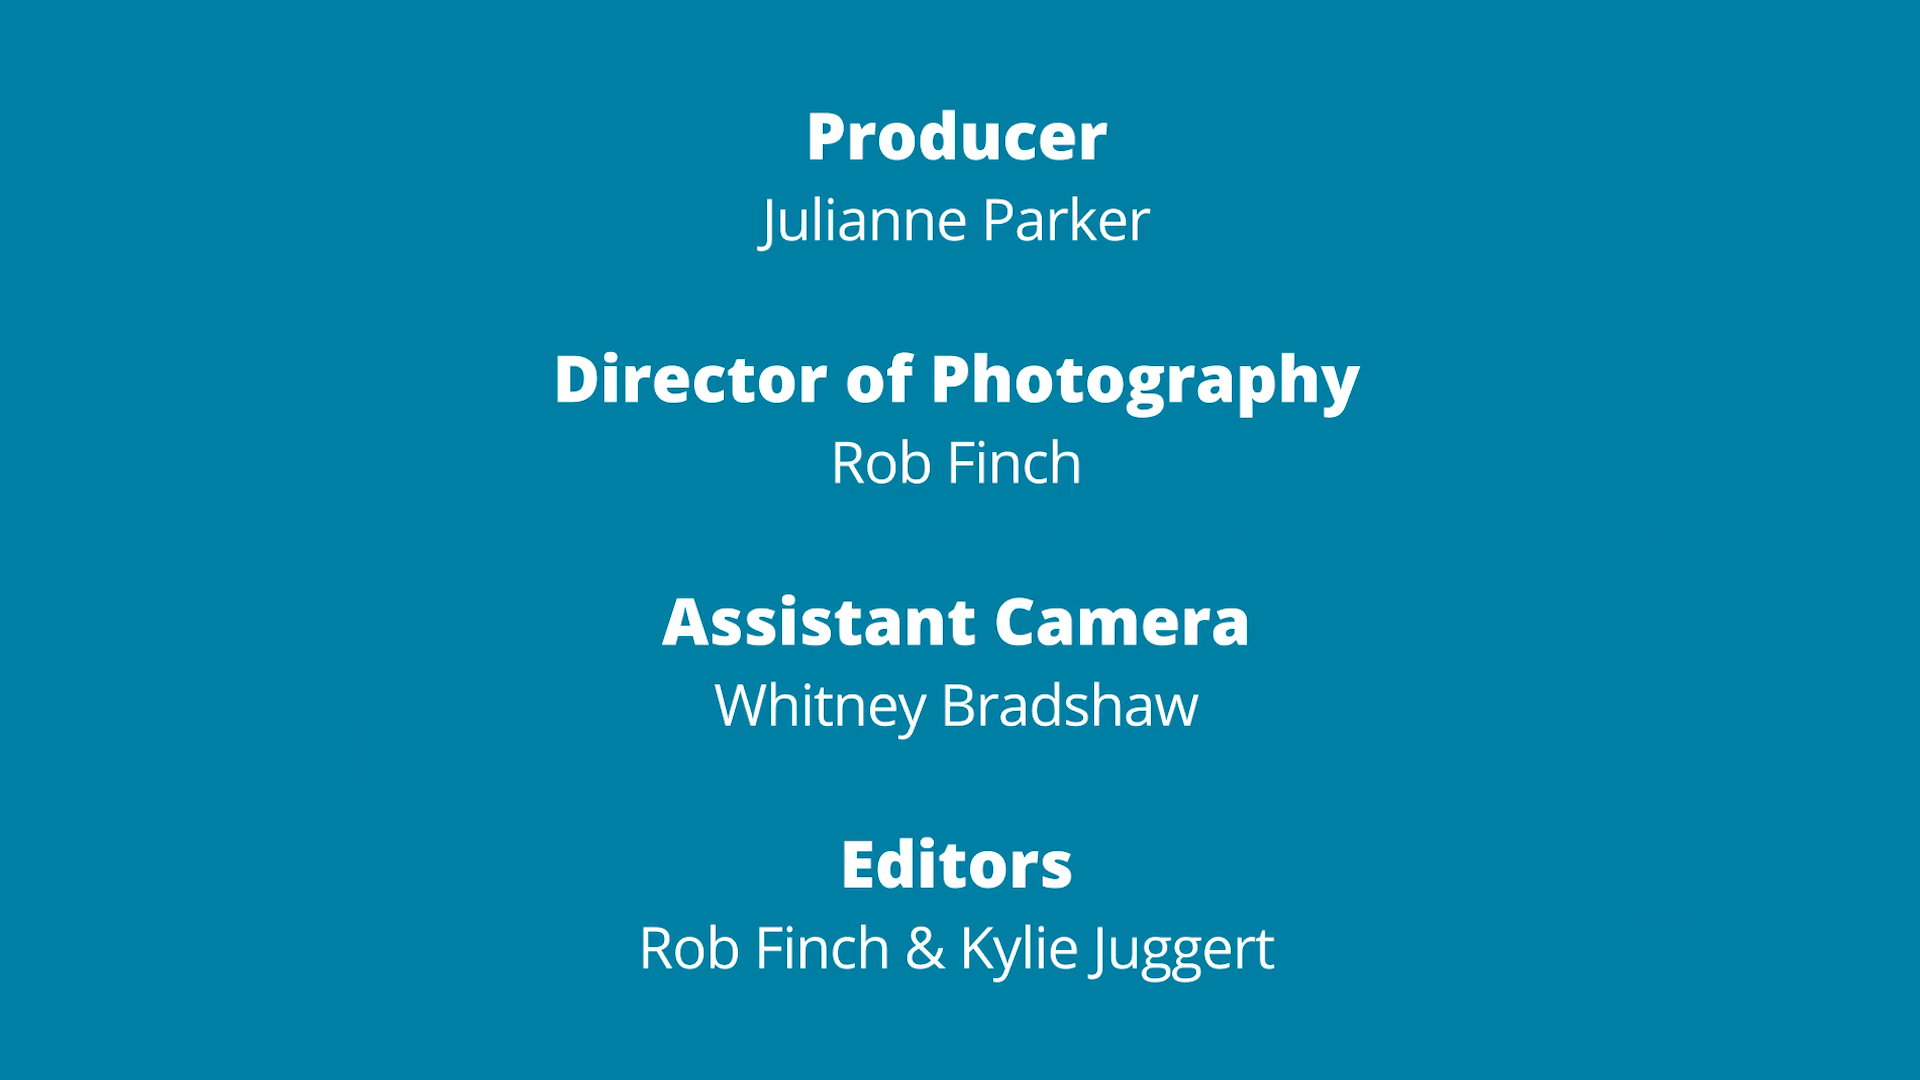 Producer
Julianne Parker
Director of Photography
Rob Finch
Assistant Camera
Whitney Bradshaw
Editors
Rob Finch & Kylie Juggert